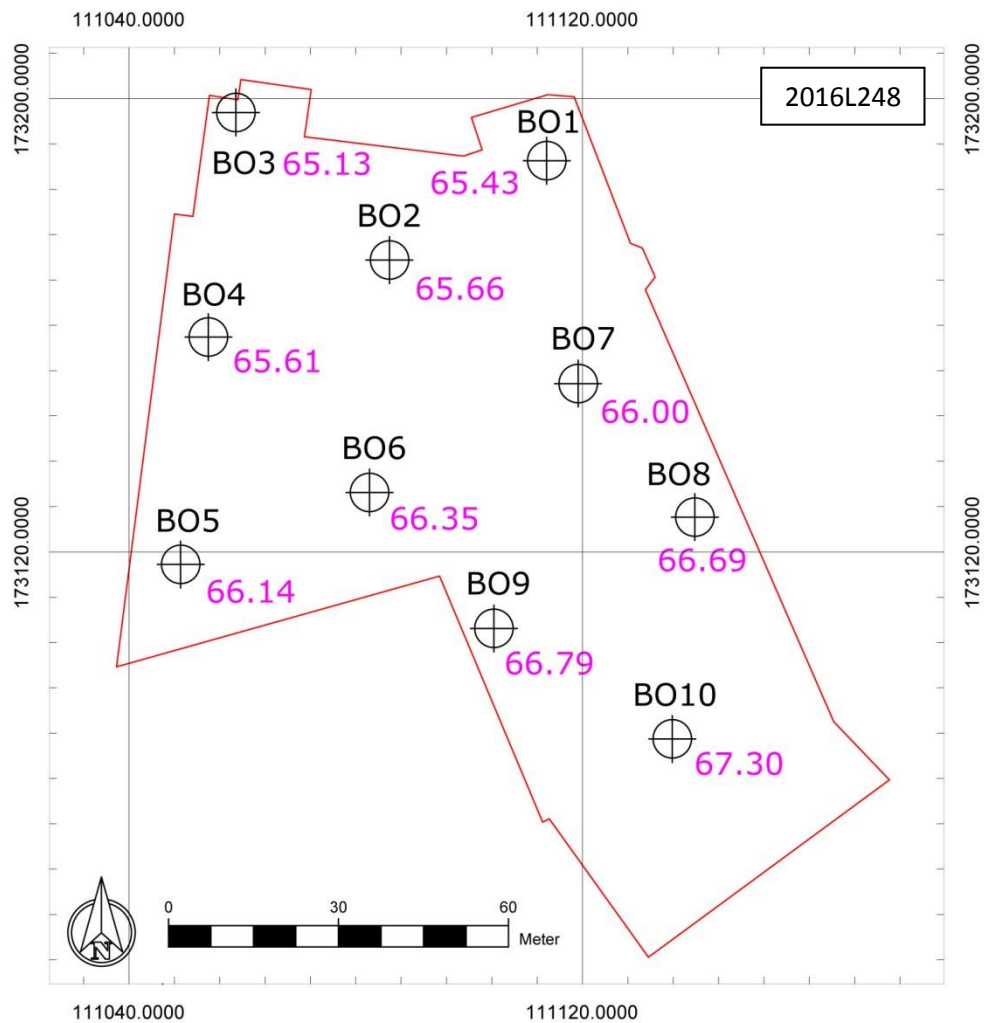 111040.0000 111120.0000
173200.0000 173200.0000
2016L248
BO1
65.43
BO3 65.13
BO2
65.66
BO4
65.61
BO7
66.00
BO6
66.35
BO8
66.69
BO5
66.14
173120.0000 173120.0000
BO9
66.79
BO10
67.30
0 30 60
Meter
N
111040.0000 111120.0000